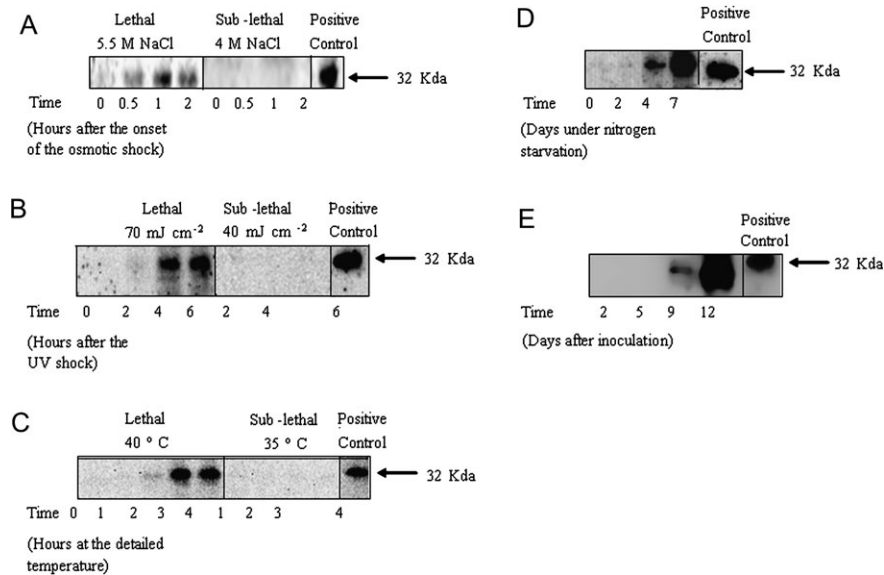 A
Lethal Sub -lethal Positive
5.5 M NaCl 4 M NaCl Control
32 Kda
Time 0 0.5 1 2 0 0.5 1 2
(Hours after the onset
of the osmotic shock)
B
Lethal Sub -lethal Positive
70 mJ cm-2 40 mJ cm -2 Control
32 Kda
Time 0 2 4 6 2 4 6
(Hours after the
UV shock)
C
Lethal Sub -lethal Positive
40 ° C 35 ° C Control
32 Kda
Time 0 1 2 3 4 1 2 3 4
(Hours at the detailed
temperature)
D
Positive
Control
32 Kda
Time 0 2 4 7
(Days under nitrogen
starvation)
E
Positive
Control
32 Kda
Time 2 5 9 12
(Days after inoculation)